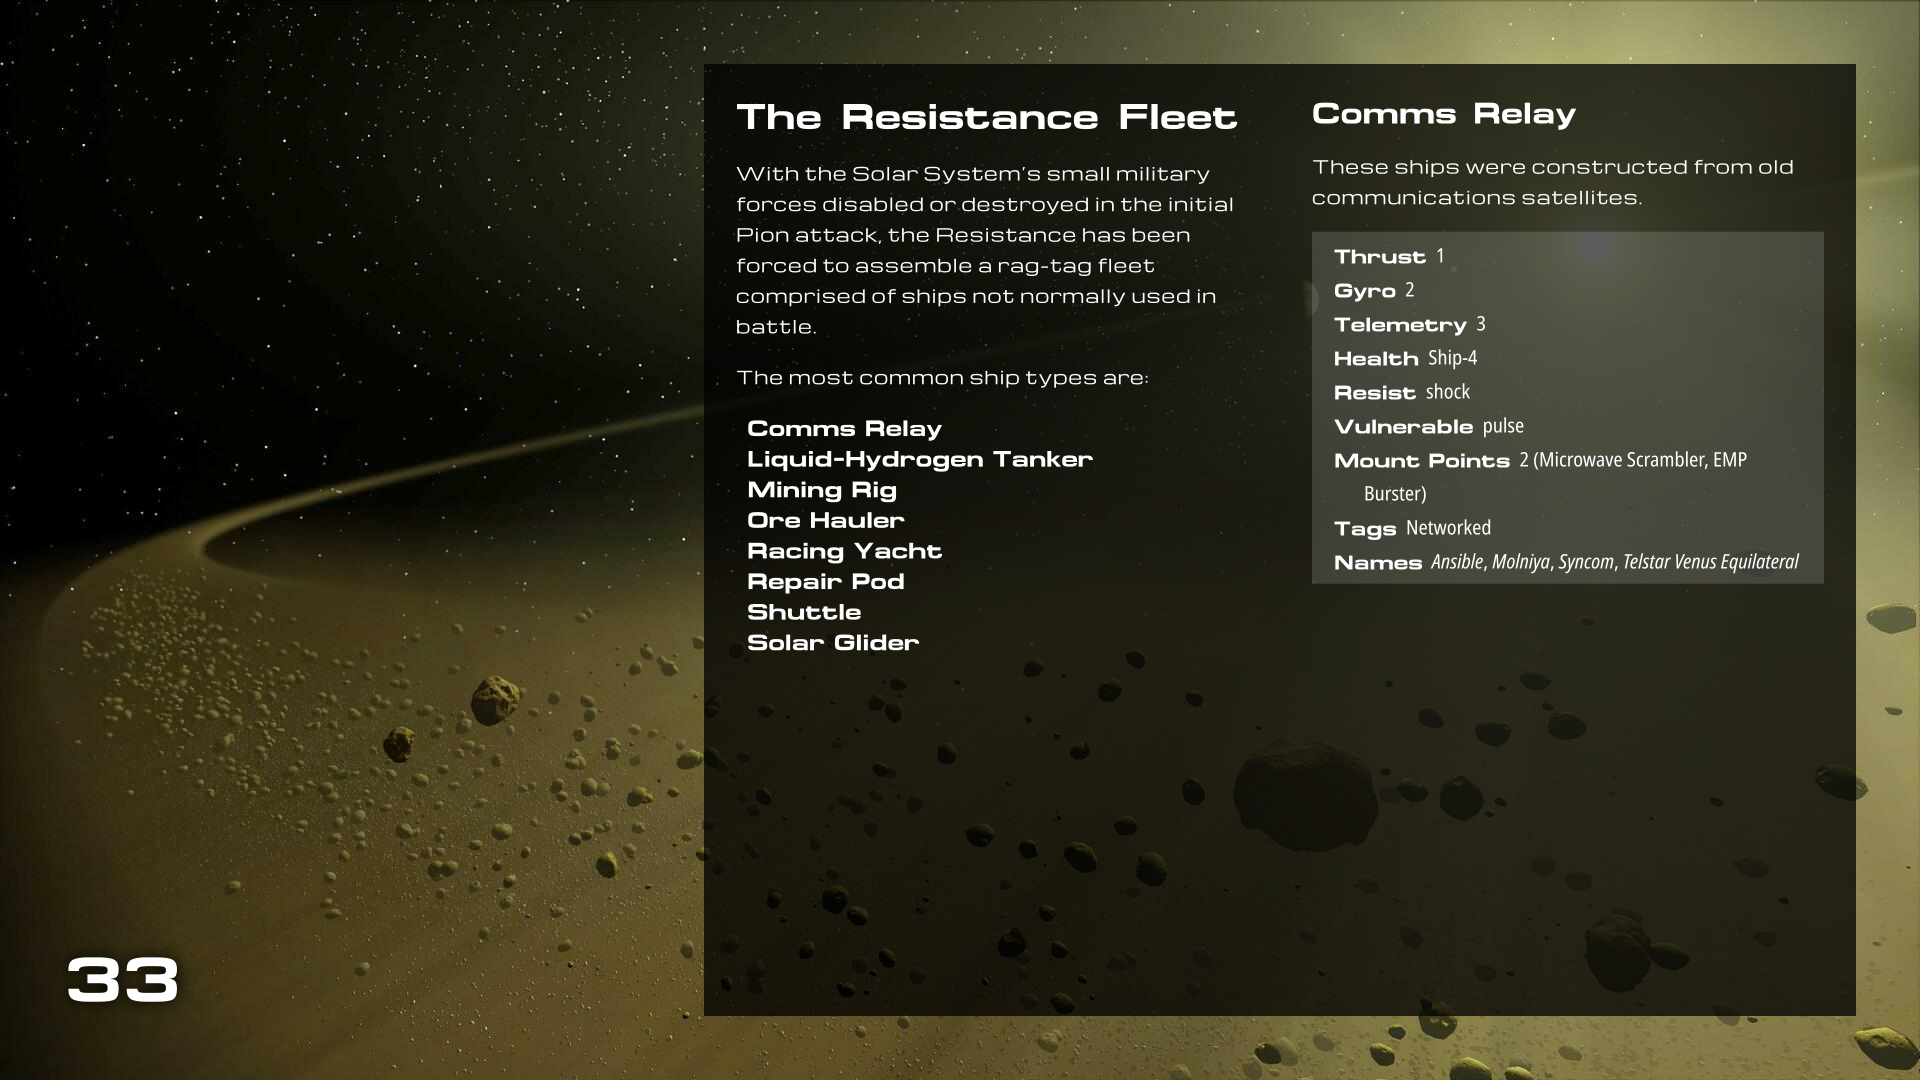 The Resistance Fleet
With the Solar System's small military
forces disabled or destroyed in the initial
Pion attack, the Resistance has been
forced to assemble a rag-tag fleet
comprised of ships not normally used in
battle.
The most common ship types are:
Comms Relay
Liquid-Hydrogen Tanker
Mining Rig
Ore Hauler
Racing Yacht
Repair Pod
Shuttle
Solar Glider
Comms Relay
These ships were constructed from old
communications satellites.
Thrust 1
Gyro 2
Telemetry 3
Health Ship-4
Resist shock
Vulnerable pulse
Mount Points 2 (Microwave Scrambler, EMP
Burster)
Tags Networked
Names Ansible, Molniya, Syncom, Telstar Venus Equilateral
33